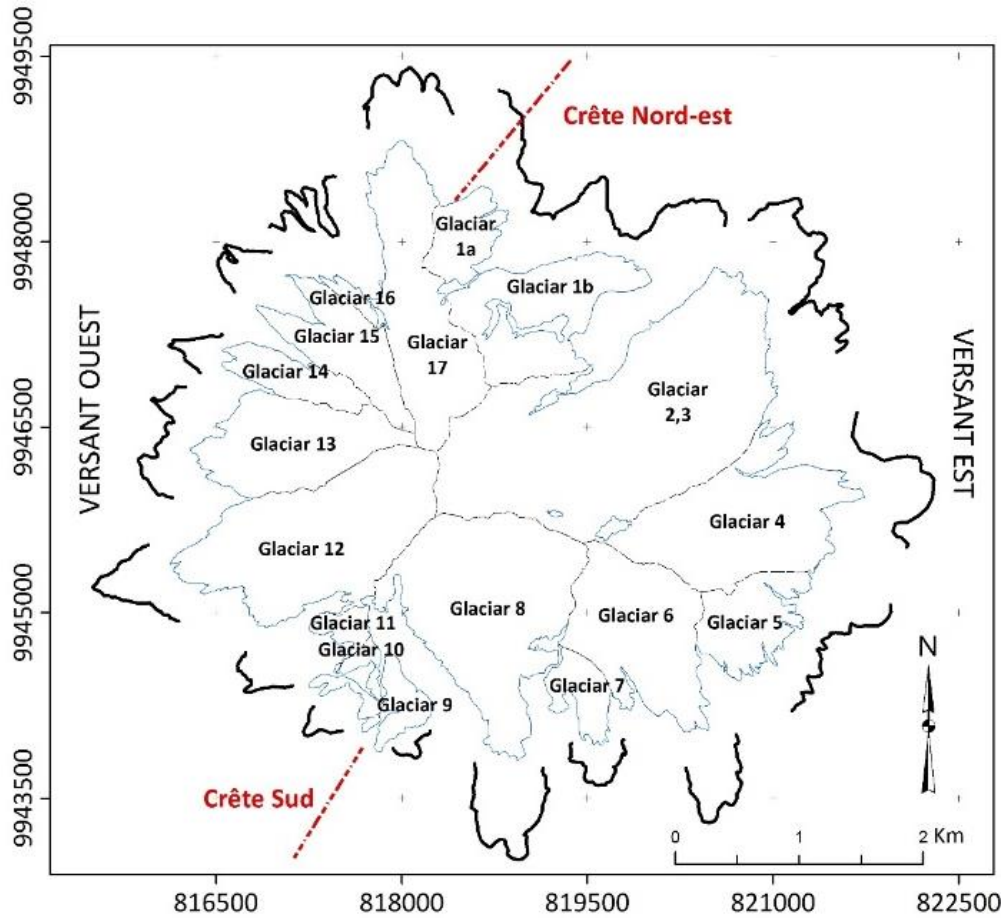 9949500
9948000
9946500
9945000
9943500
Crête Nord-est
Glaciar
1a
Glaciar 1b
Glaciar 16
Glaciar 15
Glaciar
17
Glaciar 14
Glaciar
2,3
Glaciar 13
VERSANT OUEST
VERSANT EST
Glaciar 12
Glaciar 4
Glaciar 8
Glaciar 6
Glaciar 5
Glaciar 11
Glaciar 10
Glaciar 7
Glaciar 9
N
Crête Sud
0 1 2 Km
816500 818000 819500 821000 822500